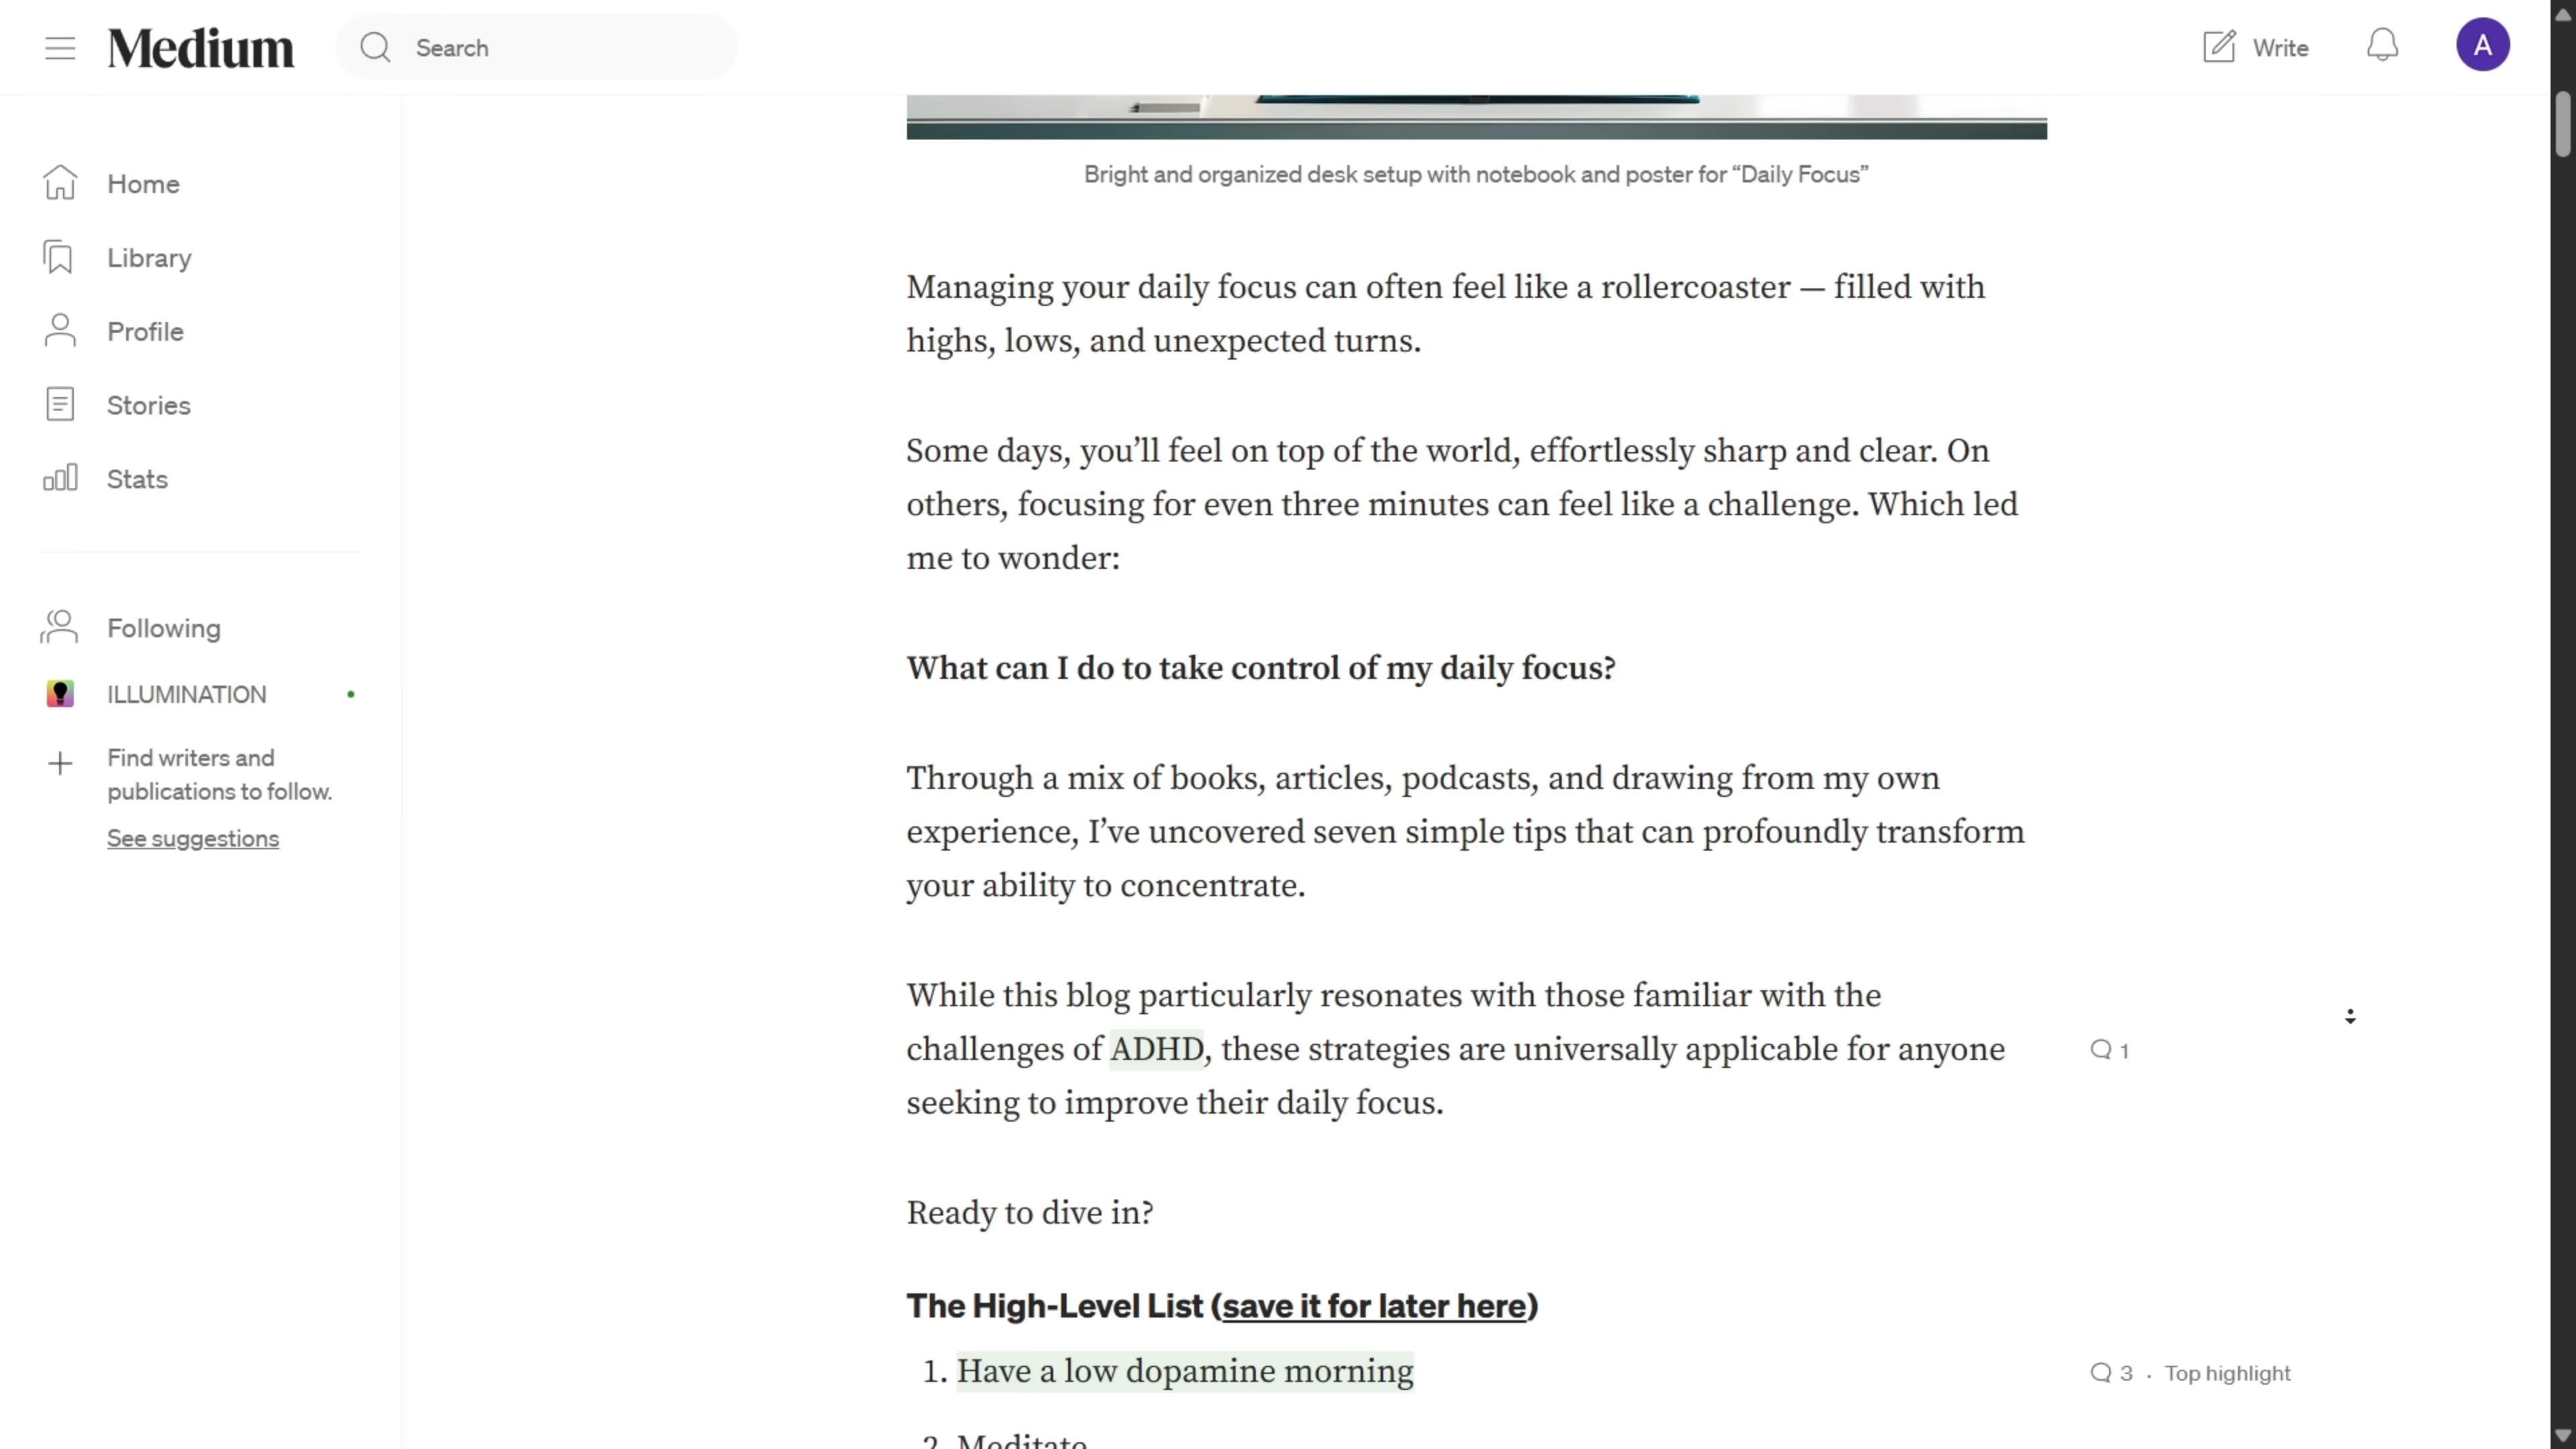 Medium
Search
Write
A
Home
Library
Profile
Stories
Stats
Following
ILLUMINATION
Find writers and
publications to follow.
See suggestions
Bright and organized desk setup with notebook and poster for “Daily Focus”
Managing your daily focus can often feel like a rollercoaster — filled with
highs, lows, and unexpected turns.
Some days, you’ll feel on top of the world, effortlessly sharp and clear. On
others, focusing for even three minutes can feel like a challenge. Which led
me to wonder:
What can I do to take control of my daily focus?
Through a mix of books, articles, podcasts, and drawing from my own
experience, I’ve uncovered seven simple tips that can profoundly transform
your ability to concentrate.
While this blog particularly resonates with those familiar with the
challenges of ADHD, these strategies are universally applicable for anyone
1
seeking to improve their daily focus.
Ready to dive in?
The High-Level List (save it for later here)
1. Have a low dopamine morning
3 . Top highlight
2. Meditate